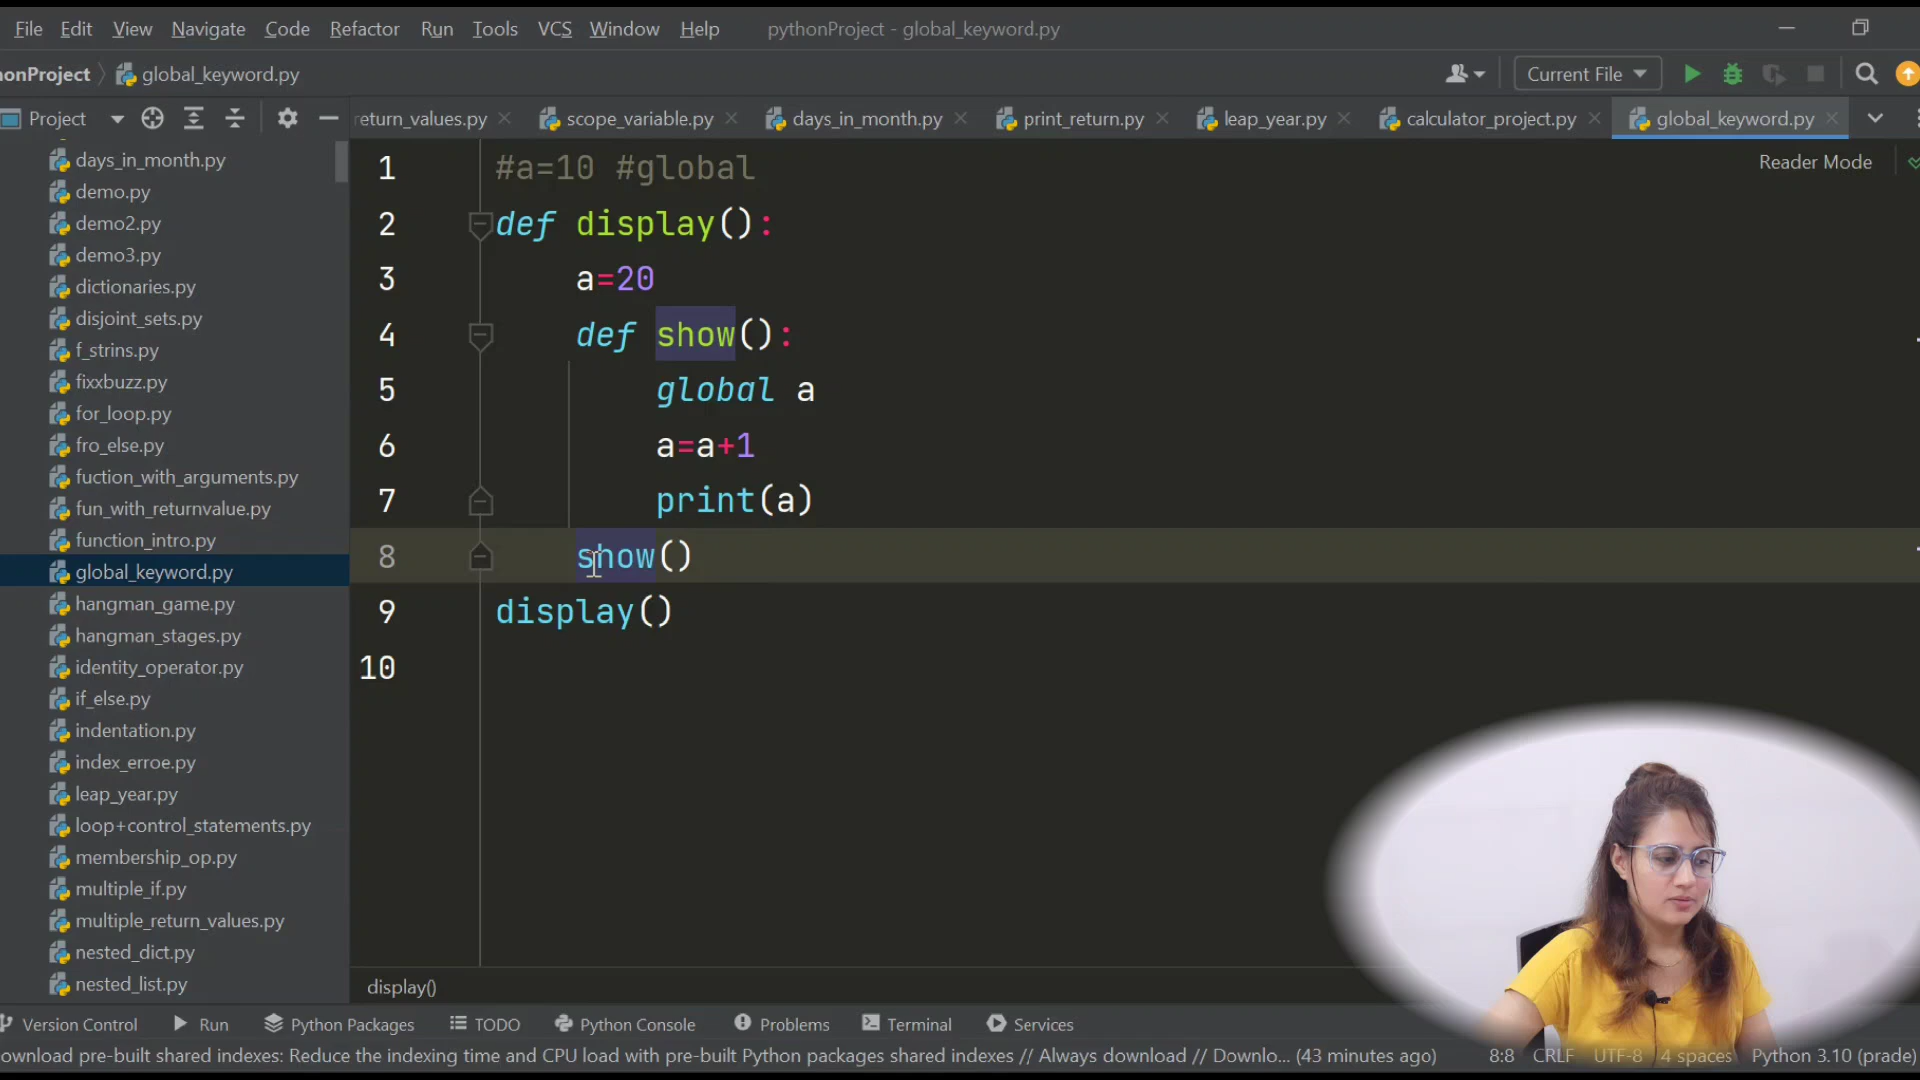 File Edit View Navigate Code Refactor Run Tools VCS Window Help pythonProject - global_keyword.py
honProject global_keyword.py Current File
Project return_values.py scope_variable.py days_in_month.py print_return.py leap_year.py calculator_project.py global_keyword.py
Reader Mode
days_in_month.py
demo.py
demo2.py
demo3.py
dictionaries.py
disjoint_sets.py
f_strins.py
fixxbuzz.py
for_loop.py
fro_else.py
fuction_with_arguments.py
fun_with_returnvalue.py
function_intro.py
global_keyword.py
hangman_game.py
hangman_stages.py
identity_operator.py
if_else.py
indentation.py
index_erroe.py
leap_year.py
loop+control_statements.py
membership_op.py
multiple_if.py
multiple_return_values.py
nested_dict.py
nested_list.py
1 #a=10 #global
2 def display():
3 a=20
4 def show():
5 global a
6 a=a+1
7 print(a)
8 show()
9 display()
10
display()
Version Control Run Python Packages TODO Python Console Problems Terminal Services
ownload pre-built shared indexes: Reduce the indexing time and CPU load with pre-built Python packages shared indexes // Always download // Downlo... (43 minutes ago) 8:8 CRLF UTF-8 4 spaces Python 3.10 (prade)